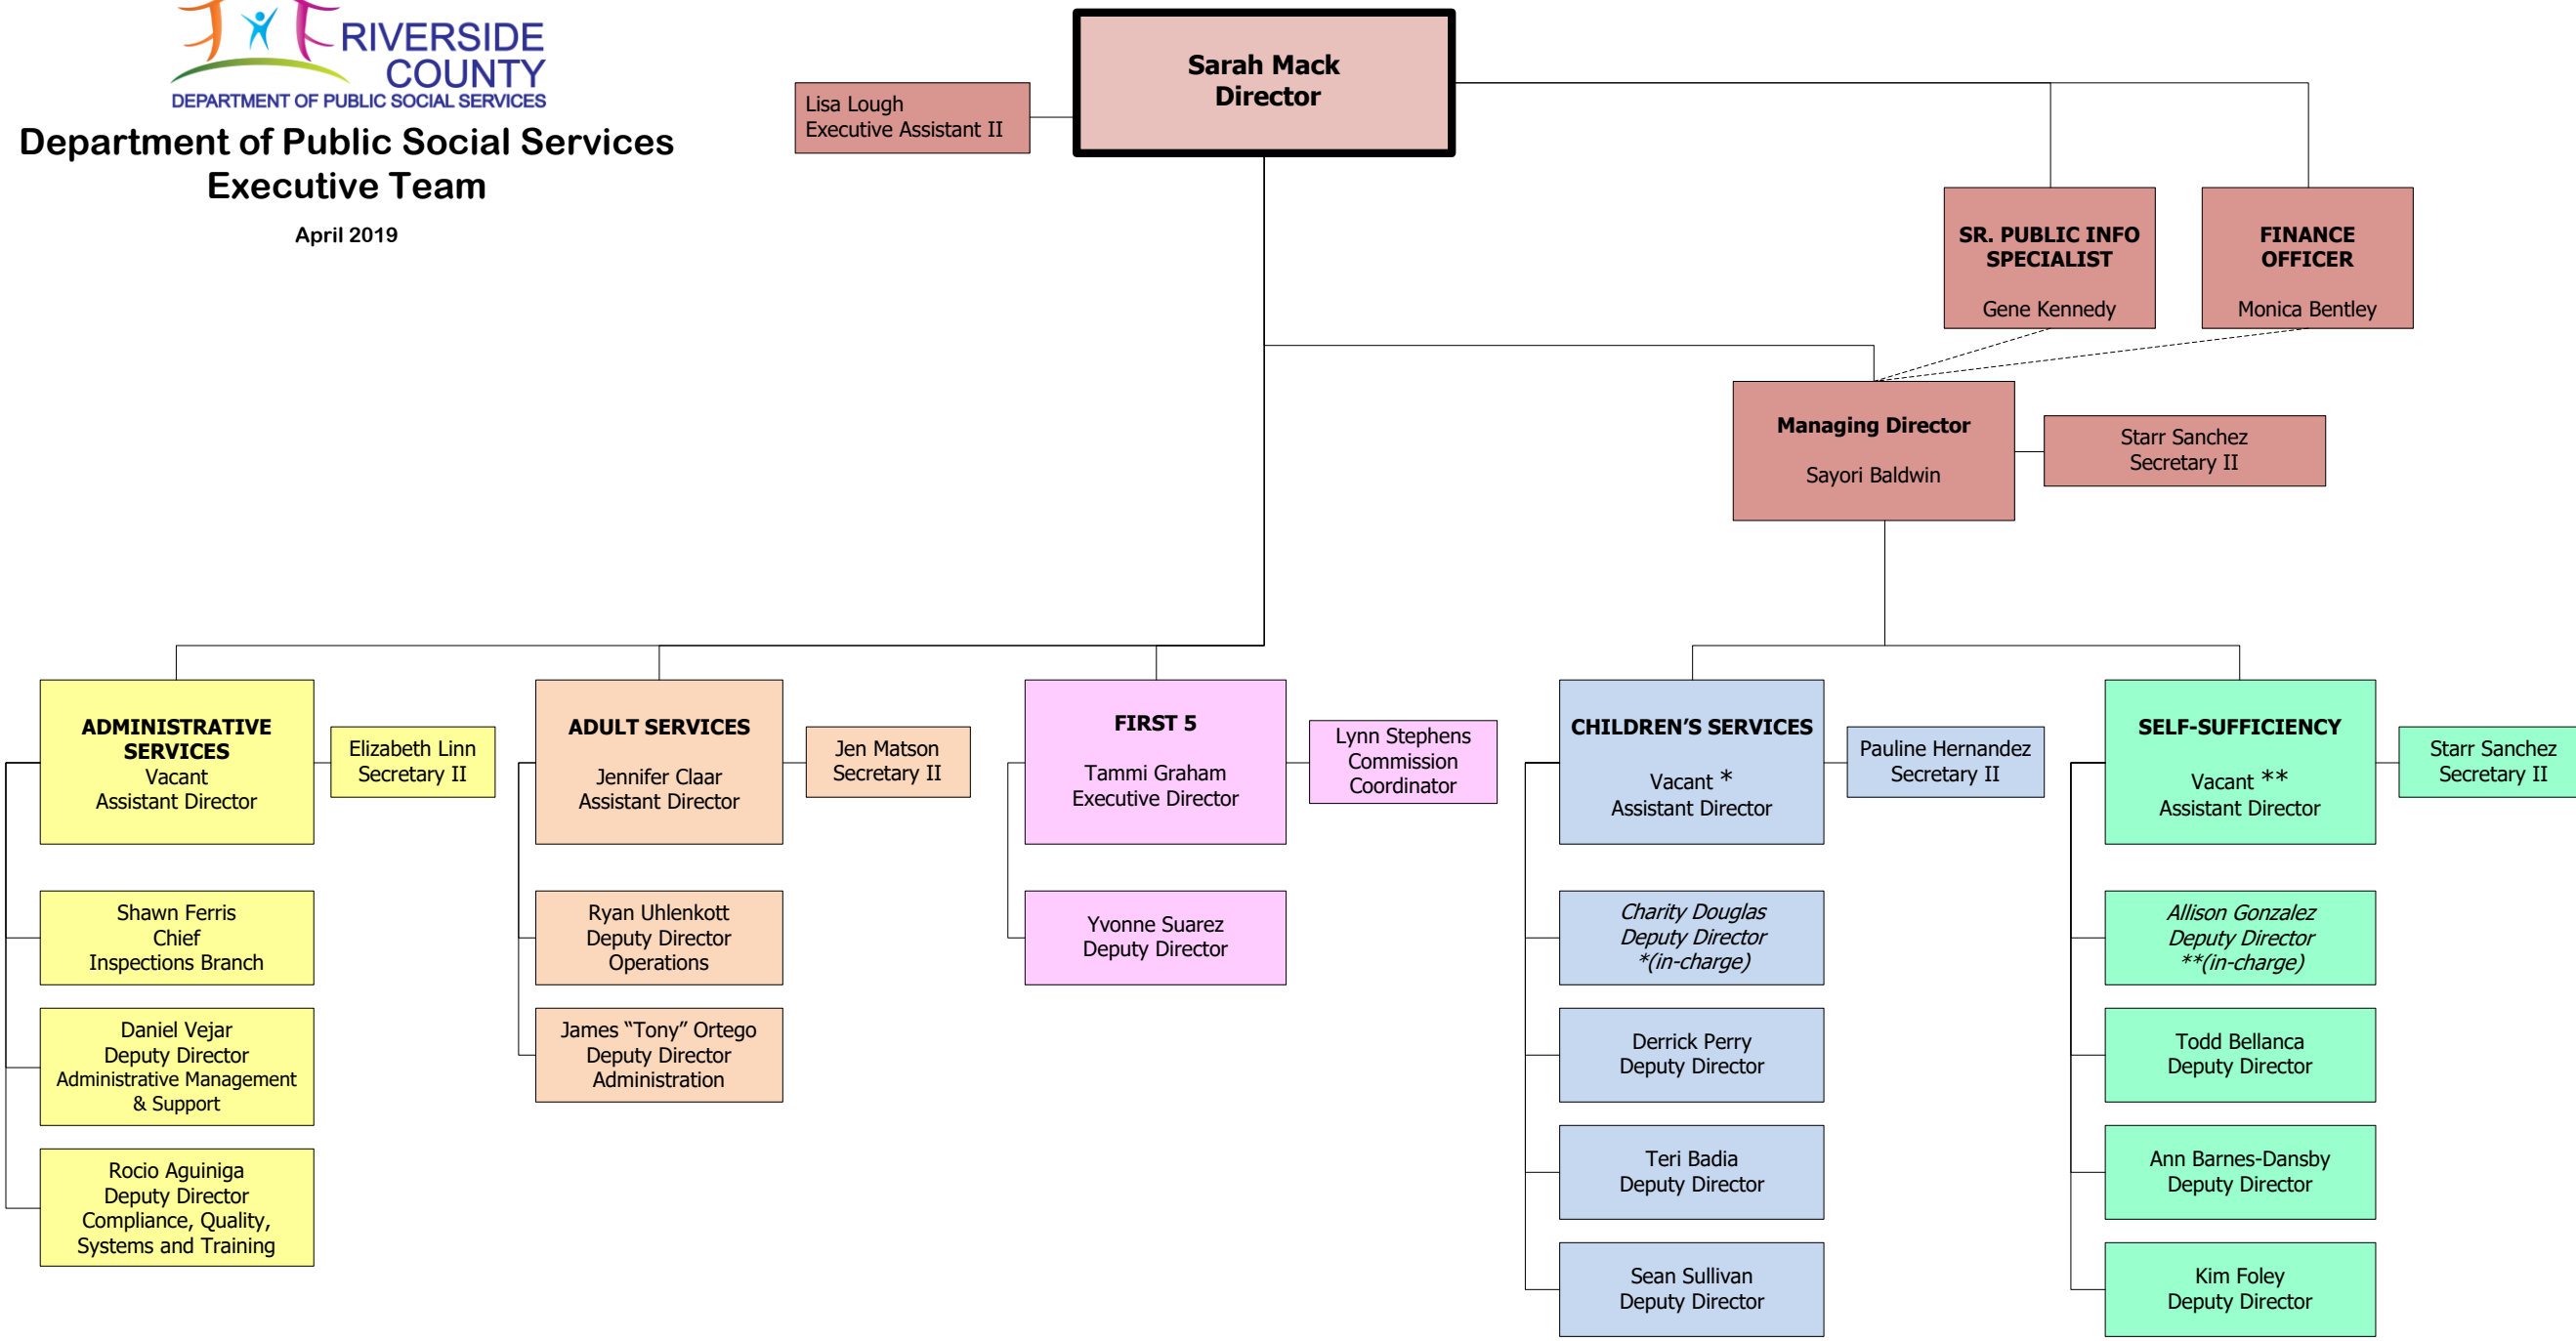 RIVERSIDE
COUNTY
DEPARTMENT OF PUBLIC SOCIAL SERVICES
Department of Public Social Services
Executive Team
April 2019
Sarah Mack
Director
Lisa Lough
Executive Assistant II
SR. PUBLIC INFO
SPECIALIST
Gene Kennedy
FINANCE
OFFICER
Monica Bentley
Managing Director
Sayori Baldwin
Starr Sanchez
Secretary II
ADMINISTRATIVE
SERVICES
Vacant
Assistant Director
Elizabeth Linn
Secretary II
Shawn Ferris
Chief
Inspections Branch
Daniel Vejar
Deputy Director
Administrative Management
& Support
Rocio Aguiniga
Deputy Director
Compliance, Quality,
Systems and Training
ADULT SERVICES
Jennifer Claar
Assistant Director
Jen Matson
Secretary II
Ryan Uhlenkott
Deputy Director
Operations
James “Tony” Ortego
Deputy Director
Administration
FIRST 5
Tammi Graham
Executive Director
Lynn Stephens
Commission
Coordinator
Yvonne Suarez
Deputy Director
CHILDREN’S SERVICES
Vacant *
Assistant Director
Pauline Hernandez
Secretary II
Charity Douglas
Deputy Director
*(in-charge)
Derrick Perry
Deputy Director
Teri Badia
Deputy Director
Sean Sullivan
Deputy Director
SELF-SUFFICIENCY
Vacant **
Assistant Director
Starr Sanchez
Secretary II
Allison Gonzalez
Deputy Director
**(in-charge)
Todd Bellanca
Deputy Director
Ann Barnes-Dansby
Deputy Director
Kim Foley
Deputy Director